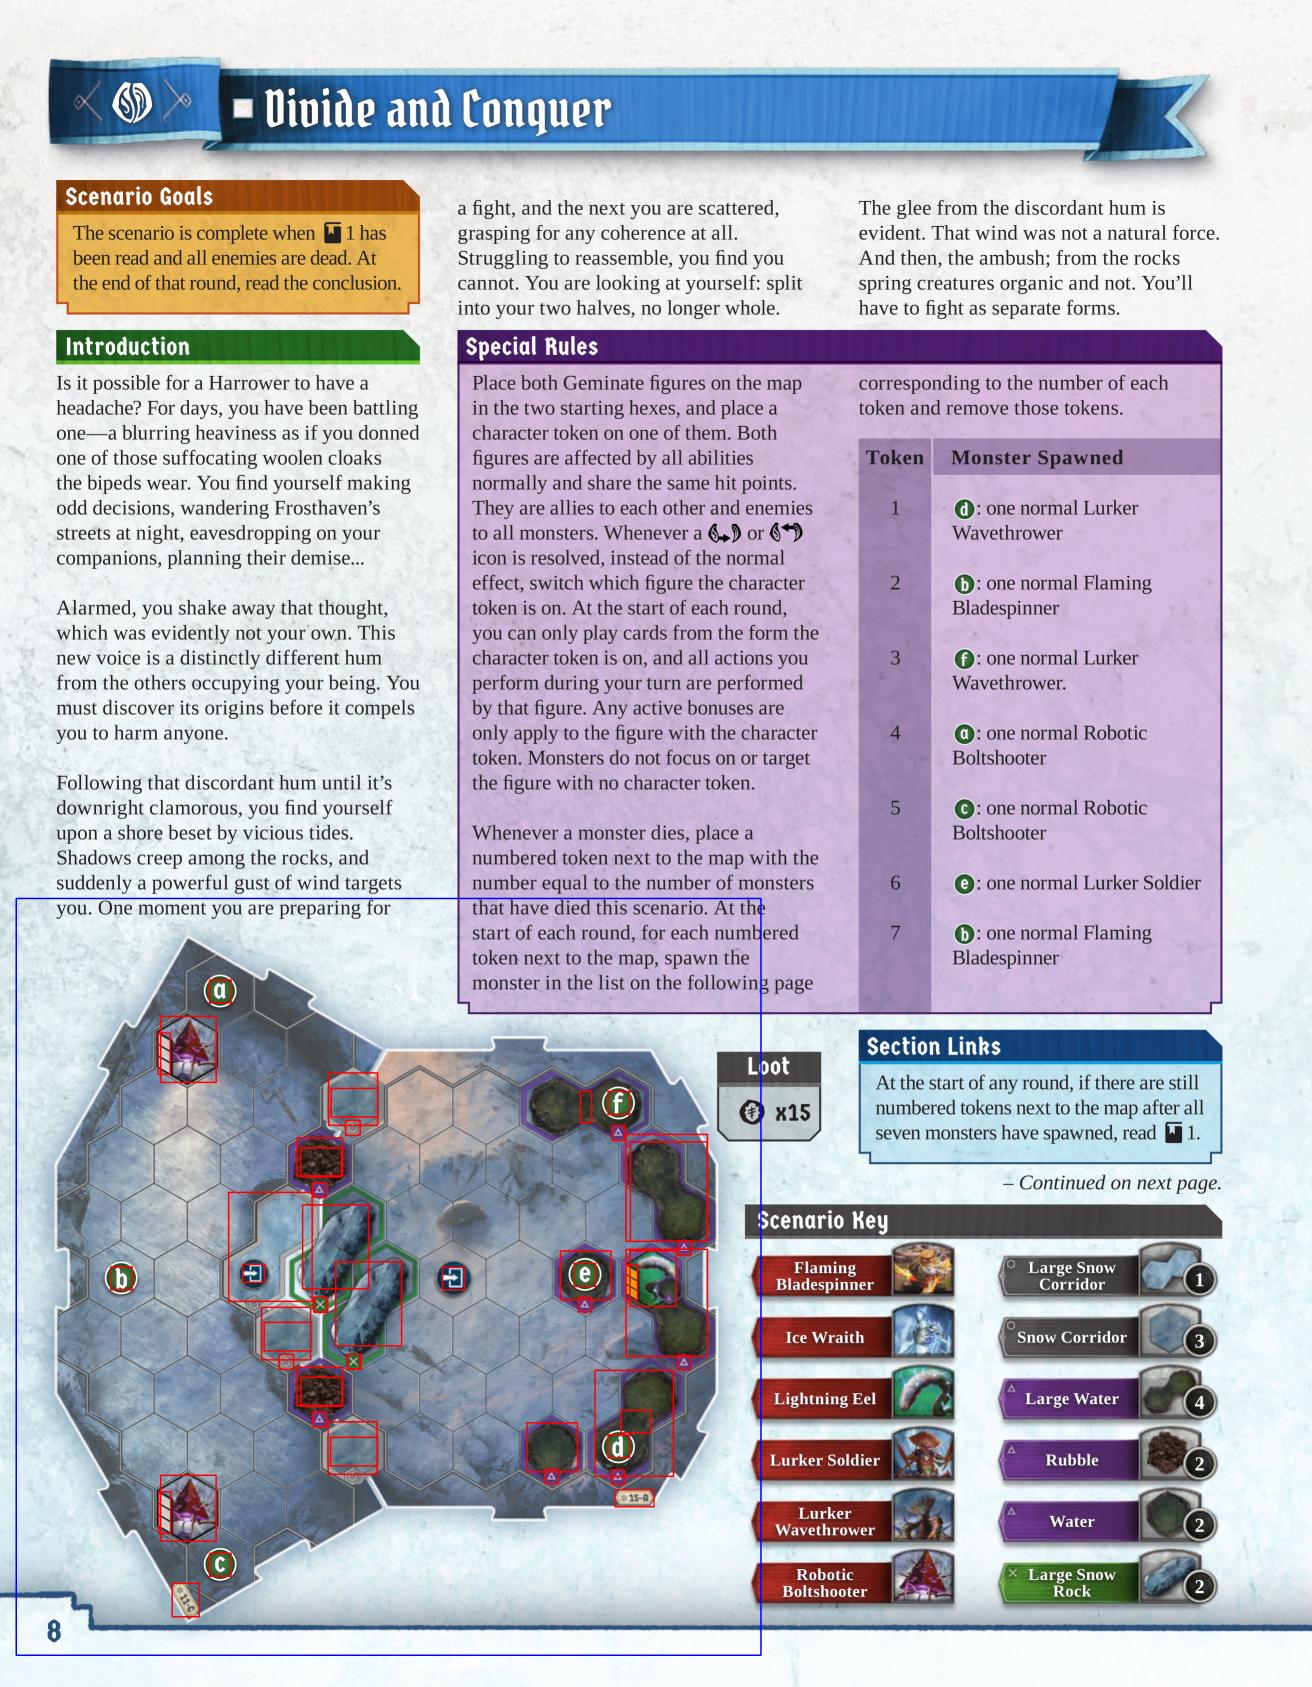 Divide and Conquer
Scenario Goals
The scenario is complete when 1 has
been read and all enemies are dead. At
the end of that round, read the conclusion.
Introduction
Is it possible for a Harrower to have a
headache? For days, you have been battling
one—a blurring heaviness as if you donned
one of those suffocating woolen cloaks
the bipeds wear. You find yourself making
odd decisions, wandering Frosthaven’s
streets at night, eavesdropping on your
companions, planning their demise...
Alarmed, you shake away that thought,
which was evidently not your own. This
new voice is a distinctly different hum
from the others occupying your being. You
must discover its origins before it compels
you to harm anyone.
Following that discordant hum until it’s
downright clamorous, you find yourself
upon a shore beset by vicious tides.
Shadows creep among the rocks, and
suddenly a powerful gust of wind targets
you. One moment you are preparing for
a fight, and the next you are scattered,
grasping for any coherence at all.
Struggling to reassemble, you find you
cannot. You are looking at yourself: split
into your two halves, no longer whole.
The glee from the discordant hum is
evident. That wind was not a natural force.
And then, the ambush; from the rocks
spring creatures organic and not. You’ll
have to fight as separate forms.
Special Rules
Place both Geminate figures on the map
in the two starting hexes, and place a
character token on one of them. Both
figures are affected by all abilities
normally and share the same hit points.
They are allies to each other and enemies
to all monsters. Whenever a or
icon is resolved, instead of the normal
effect, switch which figure the character
token is on. At the start of each round,
you can only play cards from the form the
character token is on, and all actions you
perform during your turn are performed
by that figure. Any active bonuses are
only apply to the figure with the character
token. Monsters do not focus on or target
the figure with no character token.
Whenever a monster dies, place a
numbered token next to the map with the
number equal to the number of monsters
that have died this scenario. At the
start of each round, for each numbered
token next to the map, spawn the
monster in the list on the following page
corresponding to the number of each
token and remove those tokens.
Token Monster Spawned
1 d: one normal Lurker
Wavethrower
2 b: one normal Flaming
Bladespinner
3 f: one normal Lurker
Wavethrower.
4 a: one normal Robotic
Boltshooter
5 c: one normal Robotic
Boltshooter
6 e: one normal Lurker Soldier
7 b: one normal Flaming
Bladespinner
Section Links
At the start of any round, if there are still
numbered tokens next to the map after all
seven monsters have spawned, read 1.
– Continued on next page.
Loot
x15
a
f
b
e
d
c
15-A
11-C
Scenario Key
Flaming
Bladespinner
Ice Wraith
Lightning Eel
Lurker Soldier
Lurker
Wavethrower
Robotic
Boltshooter
Large Snow
Corridor 1
Snow Corridor 3
Large Water 4
Rubble 2
Water 2
Large Snow
Rock 2
8